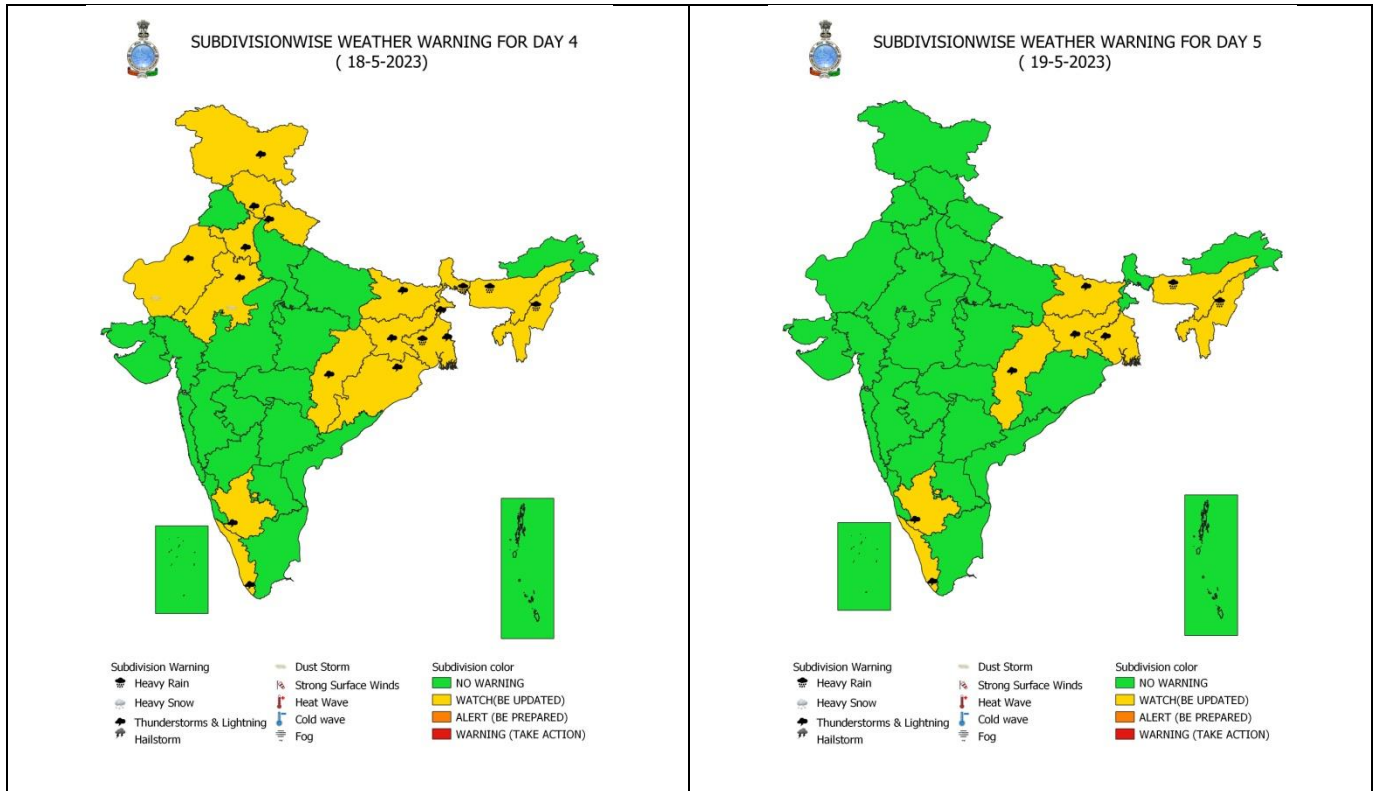 SUBDIVISIONWISE WEATHER WARNING FOR DAY 4
( 18-5-2023)
Subdivision Warning
Heavy Rain
Heavy Snow
Thunderstorms & Lightning
Hailstorm
Dust Storm
Strong Surface Winds
Heat Wave
Cold wave
Fog
Subdivision color
NO WARNING
WATCH(BE UPDATED)
ALERT (BE PREPARED)
WARNING (TAKE ACTION)
SUBDIVISIONWISE WEATHER WARNING FOR DAY 5
( 19-5-2023)
Subdivision Warning
Heavy Rain
Heavy Snow
Thunderstorms & Lightning
Hailstorm
Dust Storm
Strong Surface Winds
Heat Wave
Cold wave
Fog
Subdivision color
NO WARNING
WATCH(BE UPDATED)
ALERT (BE PREPARED)
WARNING (TAKE ACTION)